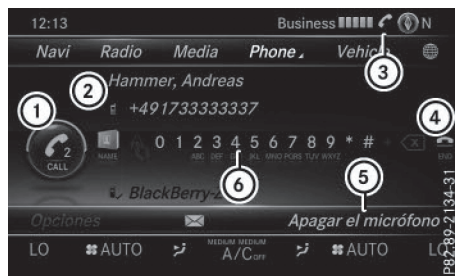 12:13 Business N
Navi Radio Media Phone Vehicle
3
2 Hammer, Andreas
1 +491733333337
4
2 CALL NAME 0 1 2 3 4 5 6 7 8 9 * # + X END
ABC DEF JKL MNO PQRS TUV WXYZ
6 5
BlackBerry
Opciones Apagar el micrófono
LO AUTO MEDIUM MEDIUM A/C OFF AUTO LO
P82.89-2134-31